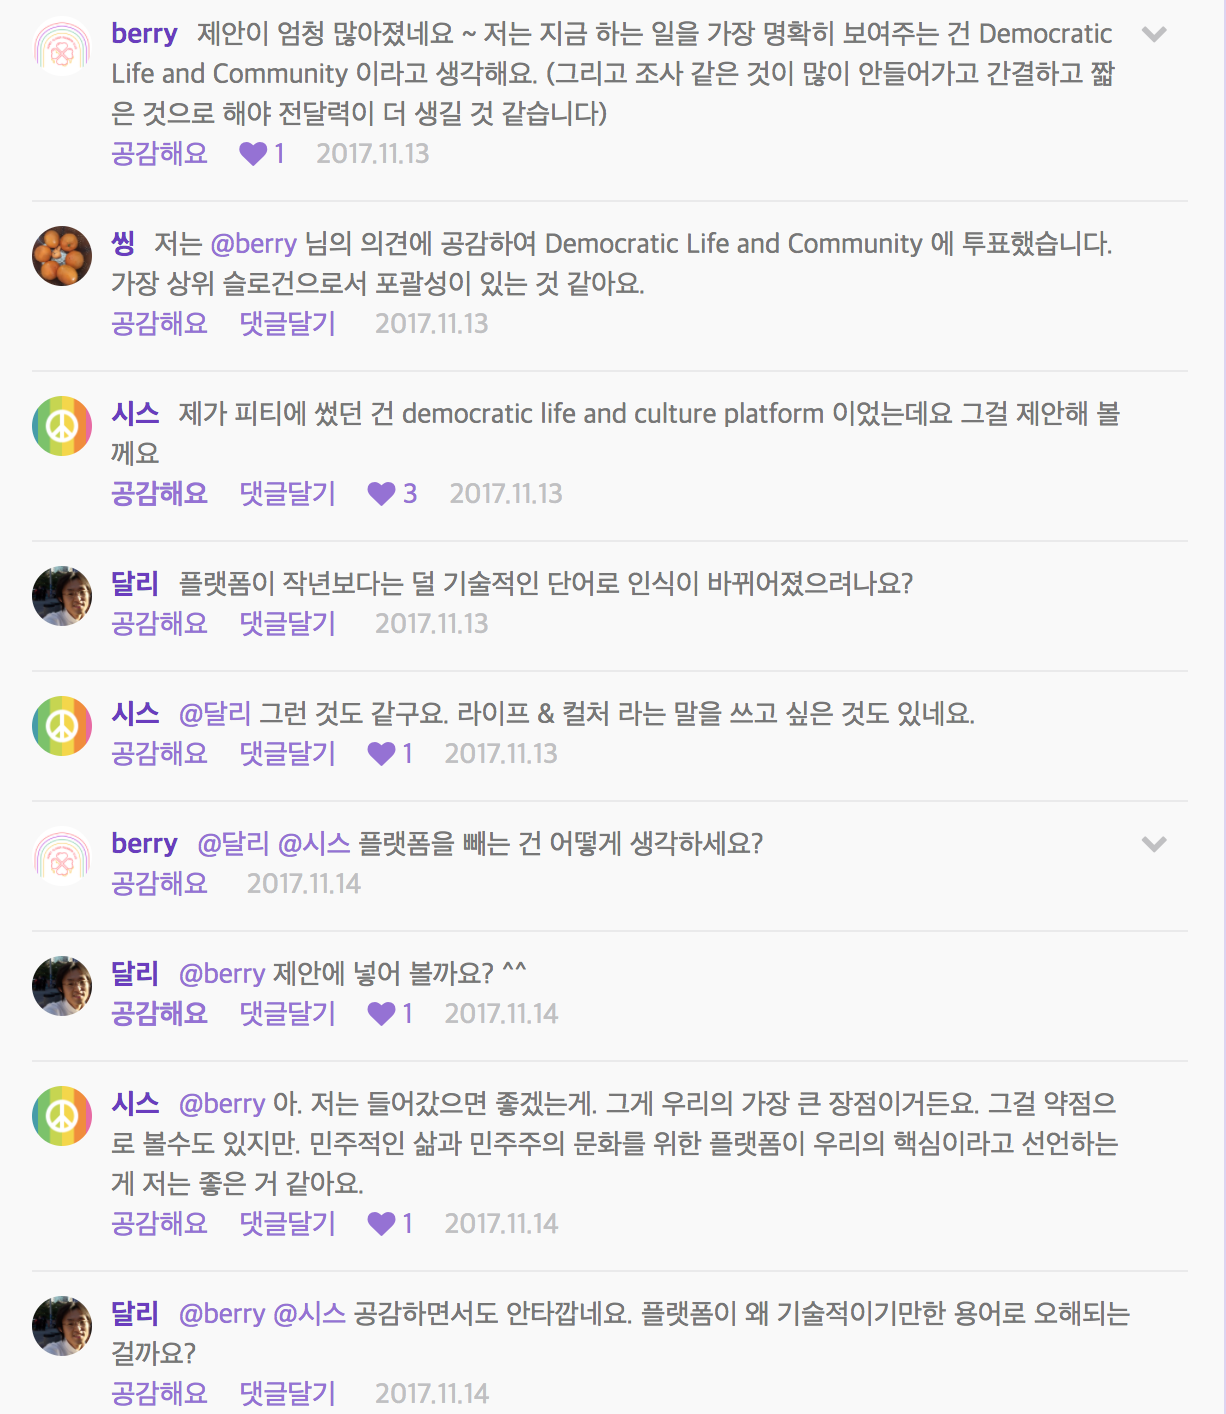 berry 제안이 엄청 많아졌네요 ~ 저는 지금 하는 일을 가장 명확히 보여주는 건 Democratic
Life and Community 이라고 생각해요. (그리고 조사 같은 것이 많이 안들어가고 간결하고 짧
은 것으로 해야 전달력이 더 생길 것 같습니다)
공감해요 1 2017.11.13
씽 저는 @berry 님의 의견에 공감하여 Democratic Life and Community 에 투표했습니다.
가장 상위 슬로건으로서 포괄성이 있는 것 같아요.
공감해요 댓글달기 2017.11.13
시스 제가 피티에 썼던 건 democratic life and culture platform 이었는데요 그걸 제안해 볼
께요
공감해요 댓글달기 3 2017.11.13
달리 플랫폼이 작년보다는 덜 기술적인 단어로 인식이 바뀌어졌으려나요?
공감해요 댓글달기 2017.11.13
시스 @달리 그런 것도 같구요. 라이프 & 컬처 라는 말을 쓰고 싶은 것도 있네요.
공감해요 댓글달기 1 2017.11.13
berry @달리 @시스 플랫폼을 빼는 건 어떻게 생각하세요?
공감해요 2017.11.14
달리 @berry 제안에 넣어 볼까요? ^^
공감해요 댓글달기 1 2017.11.14
시스 @berry 아. 저는 들어갔으면 좋겠는게. 그게 우리의 가장 큰 장점이거든요. 그걸 약점으
로 볼수도 있지만. 민주적인 삶과 민주주의 문화를 위한 플랫폼이 우리의 핵심이라고 선언하는
게 저는 좋은 거 같아요.
공감해요 댓글달기 1 2017.11.14
달리 @berry @시스 공감하면서도 안타깝네요. 플랫폼이 왜 기술적이기만한 용어로 오해되는
걸까요?
공감해요 댓글달기 2017.11.14